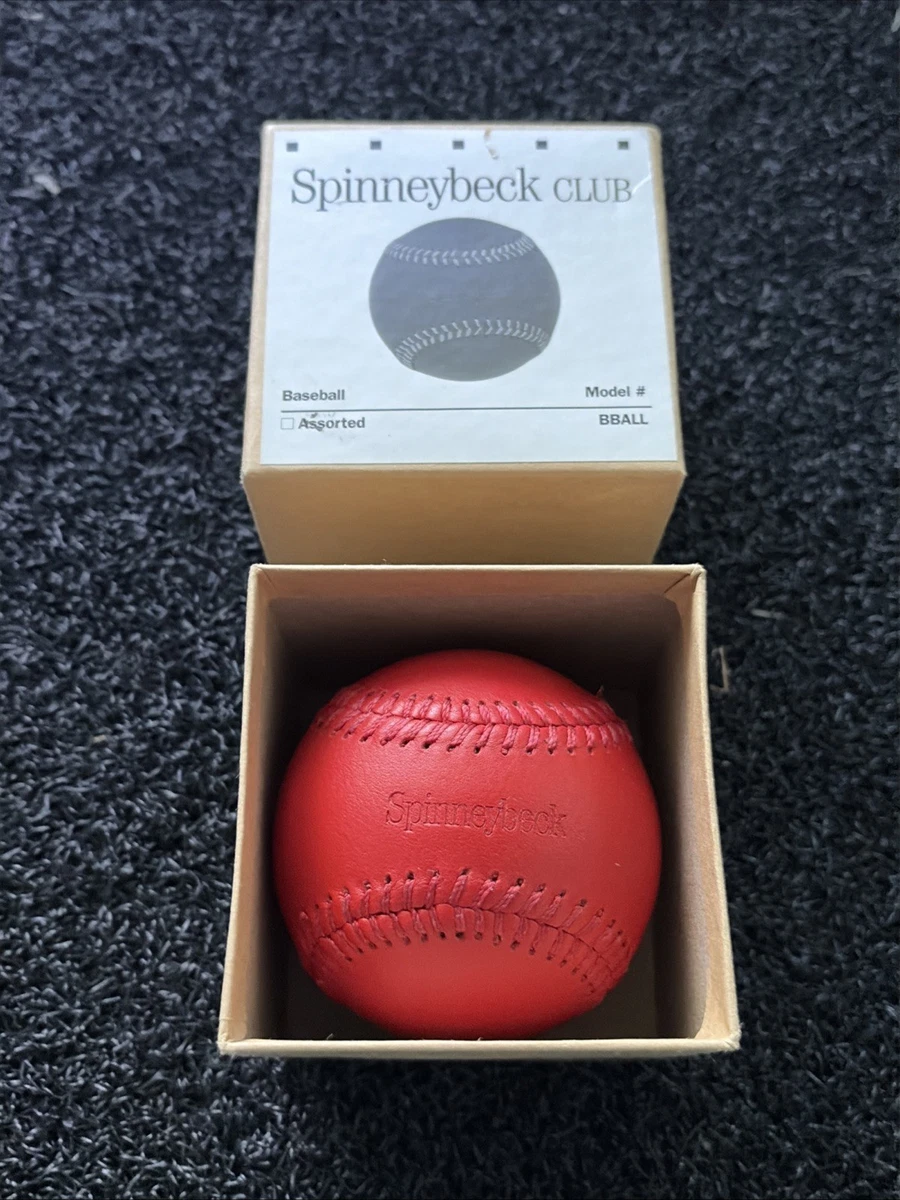 Spinneybeck CLUB
Baseball Model #
☐ Assorted BBALL
Spinneybeck